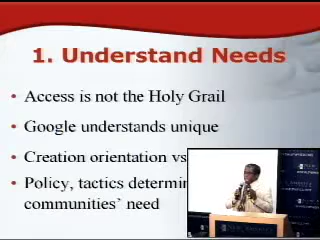 1. Understand Needs
• Access is not the Holy Grail
• Google understands unique
• Creation orientation vs
• Policy, tactics
communities’ need